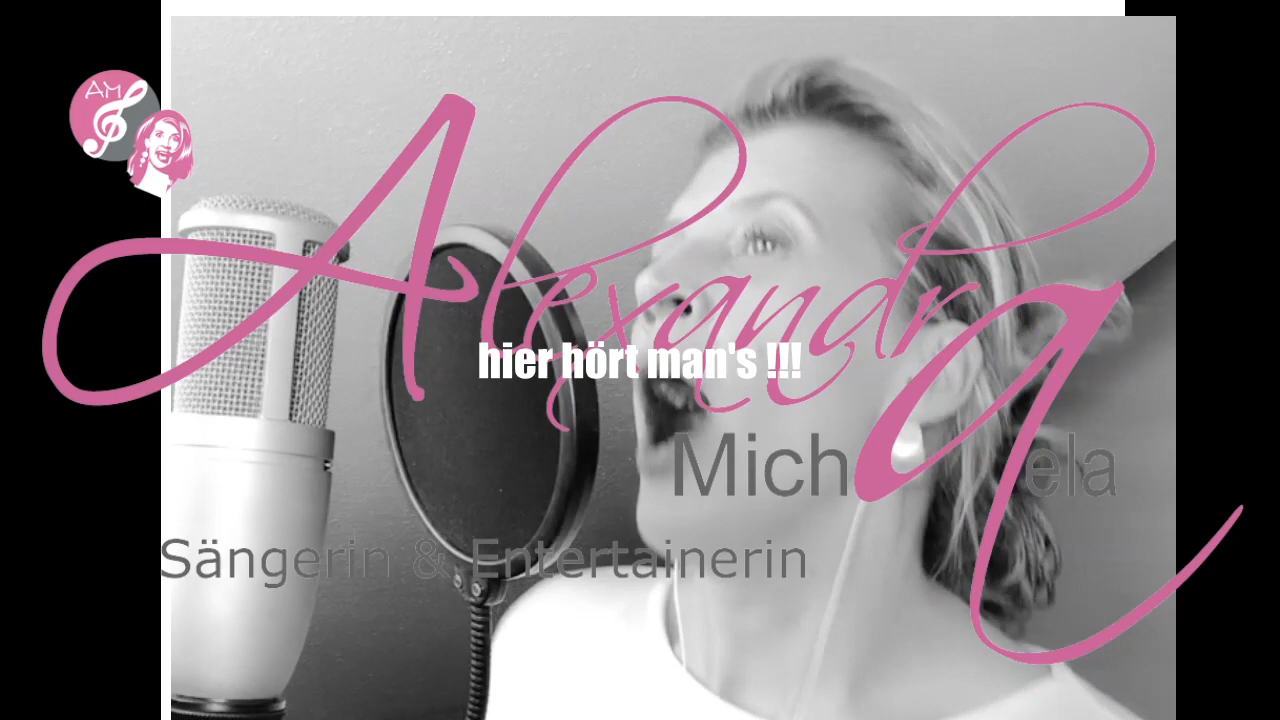 AM
Alexandra
hier hört man's !!!
Michaela
Sängerin & Entertainerin